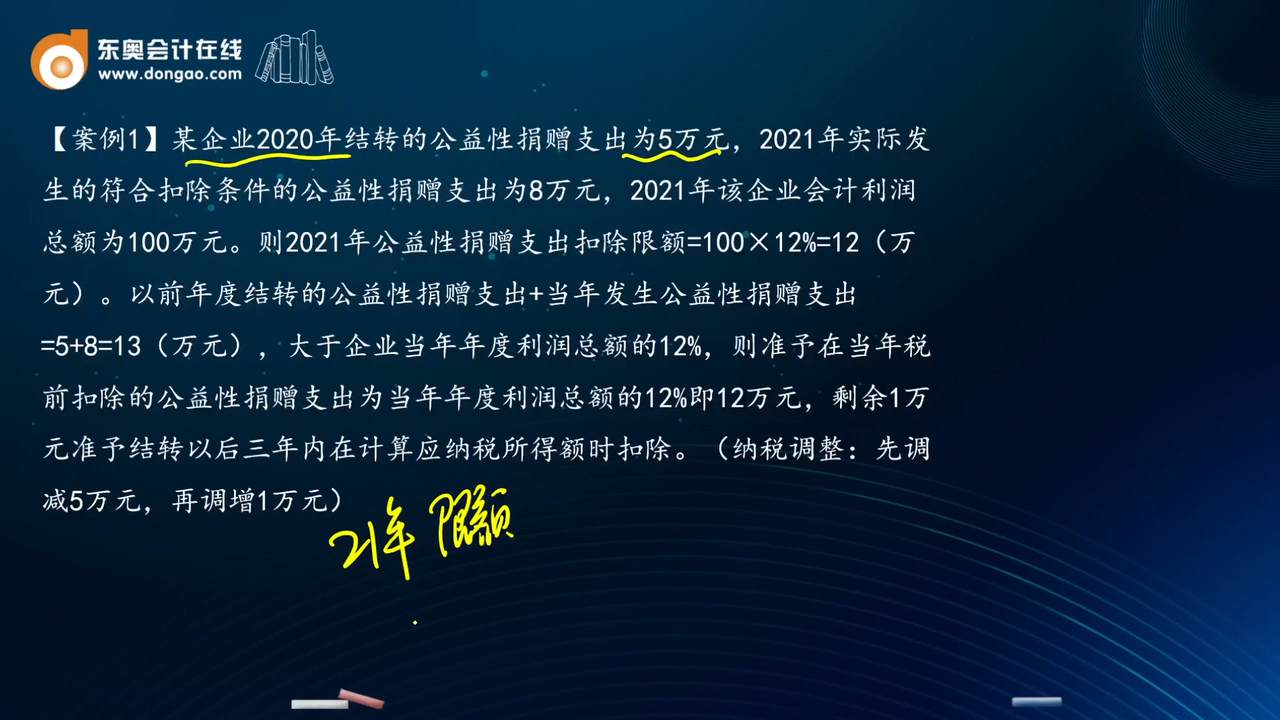 东奥会计在线
www.dongao.com
【案例1】某企业2020年结转的公益性捐赠支出为5万元，2021年实际发
生的符合扣除条件的公益性捐赠支出为8万元，2021年该企业会计利润
总额为100万元。则2021年公益性捐赠支出扣除限额=100×12%=12（万
元）。以前年度结转的公益性捐赠支出+当年发生公益性捐赠支出
=5+8=13（万元），大于企业当年年度利润总额的12%，则准予在当年税
前扣除的公益性捐赠支出为当年年度利润总额的12%即12万元，剩余1万
元准予结转以后三年内在计算应纳税所得额时扣除。（纳税调整：先调
减5万元，再调增1万元）
21年 限额